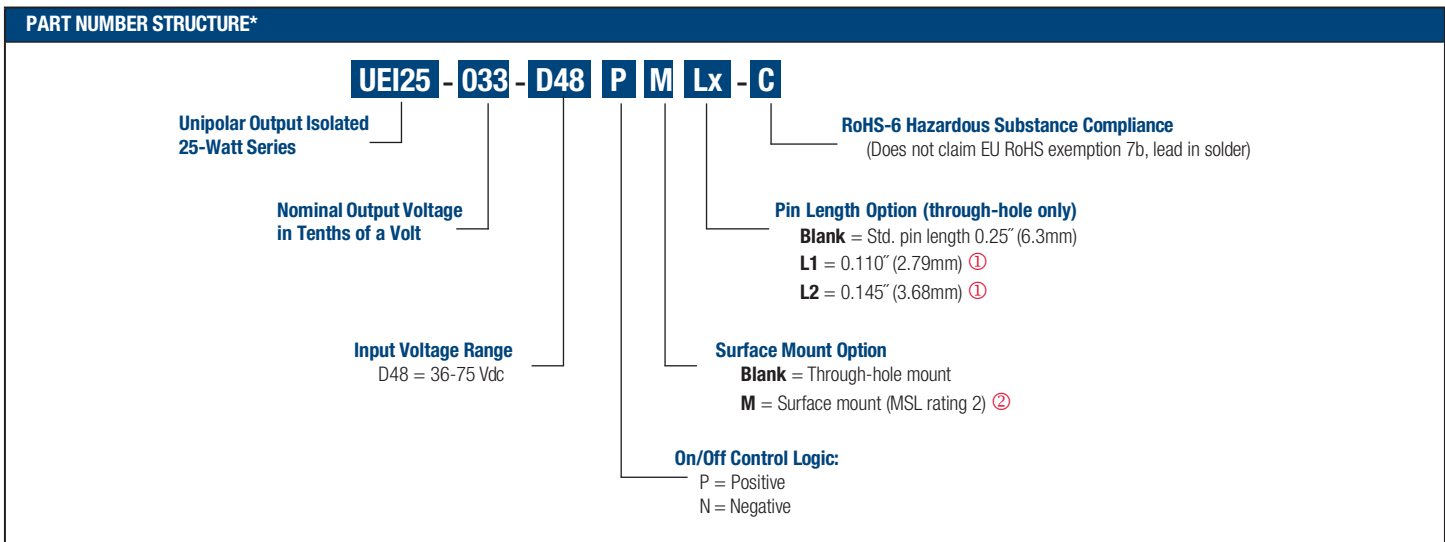 PART NUMBER STRUCTURE*
UEI25 - 033 - D48 P M Lx - C
Unipolar Output Isolated
25-Watt Series
RoHS-6 Hazardous Substance Compliance
(Does not claim EU RoHS exemption 7b, lead in solder)
Nominal Output Voltage
in Tenths of a Volt
Pin Length Option (through-hole only)
Blank = Std. pin length 0.25˝ (6.3mm)
L1 = 0.110˝ (2.79mm) ①
L2 = 0.145˝ (3.68mm) ①
Input Voltage Range
D48 = 36-75 Vdc
Surface Mount Option
Blank = Through-hole mount
M = Surface mount (MSL rating 2) ②
On/Off Control Logic:
P = Positive
N = Negative